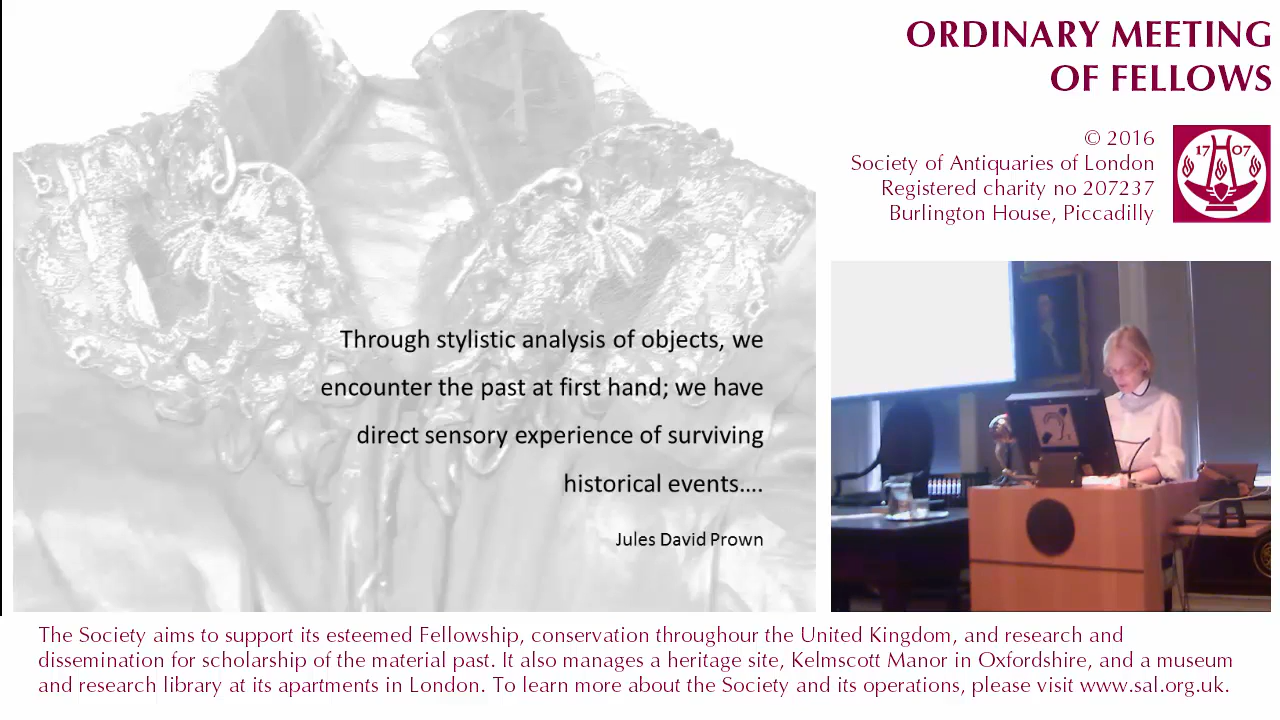 ORDINARY MEETING
OF FELLOWS
© 2016
Society of Antiquaries of London
Registered charity no 207237
Burlington House, Piccadilly
17 07
Through stylistic analysis of objects, we
encounter the past at first hand; we have
direct sensory experience of surviving
historical events....
Jules David Prown
The Society aims to support its esteemed Fellowship, conservation throughour the United Kingdom, and research and
dissemination for scholarship of the material past. It also manages a heritage site, Kelmscott Manor in Oxfordshire, and a museum
and research library at its apartments in London. To learn more about the Society and its operations, please visit www.sal.org.uk.